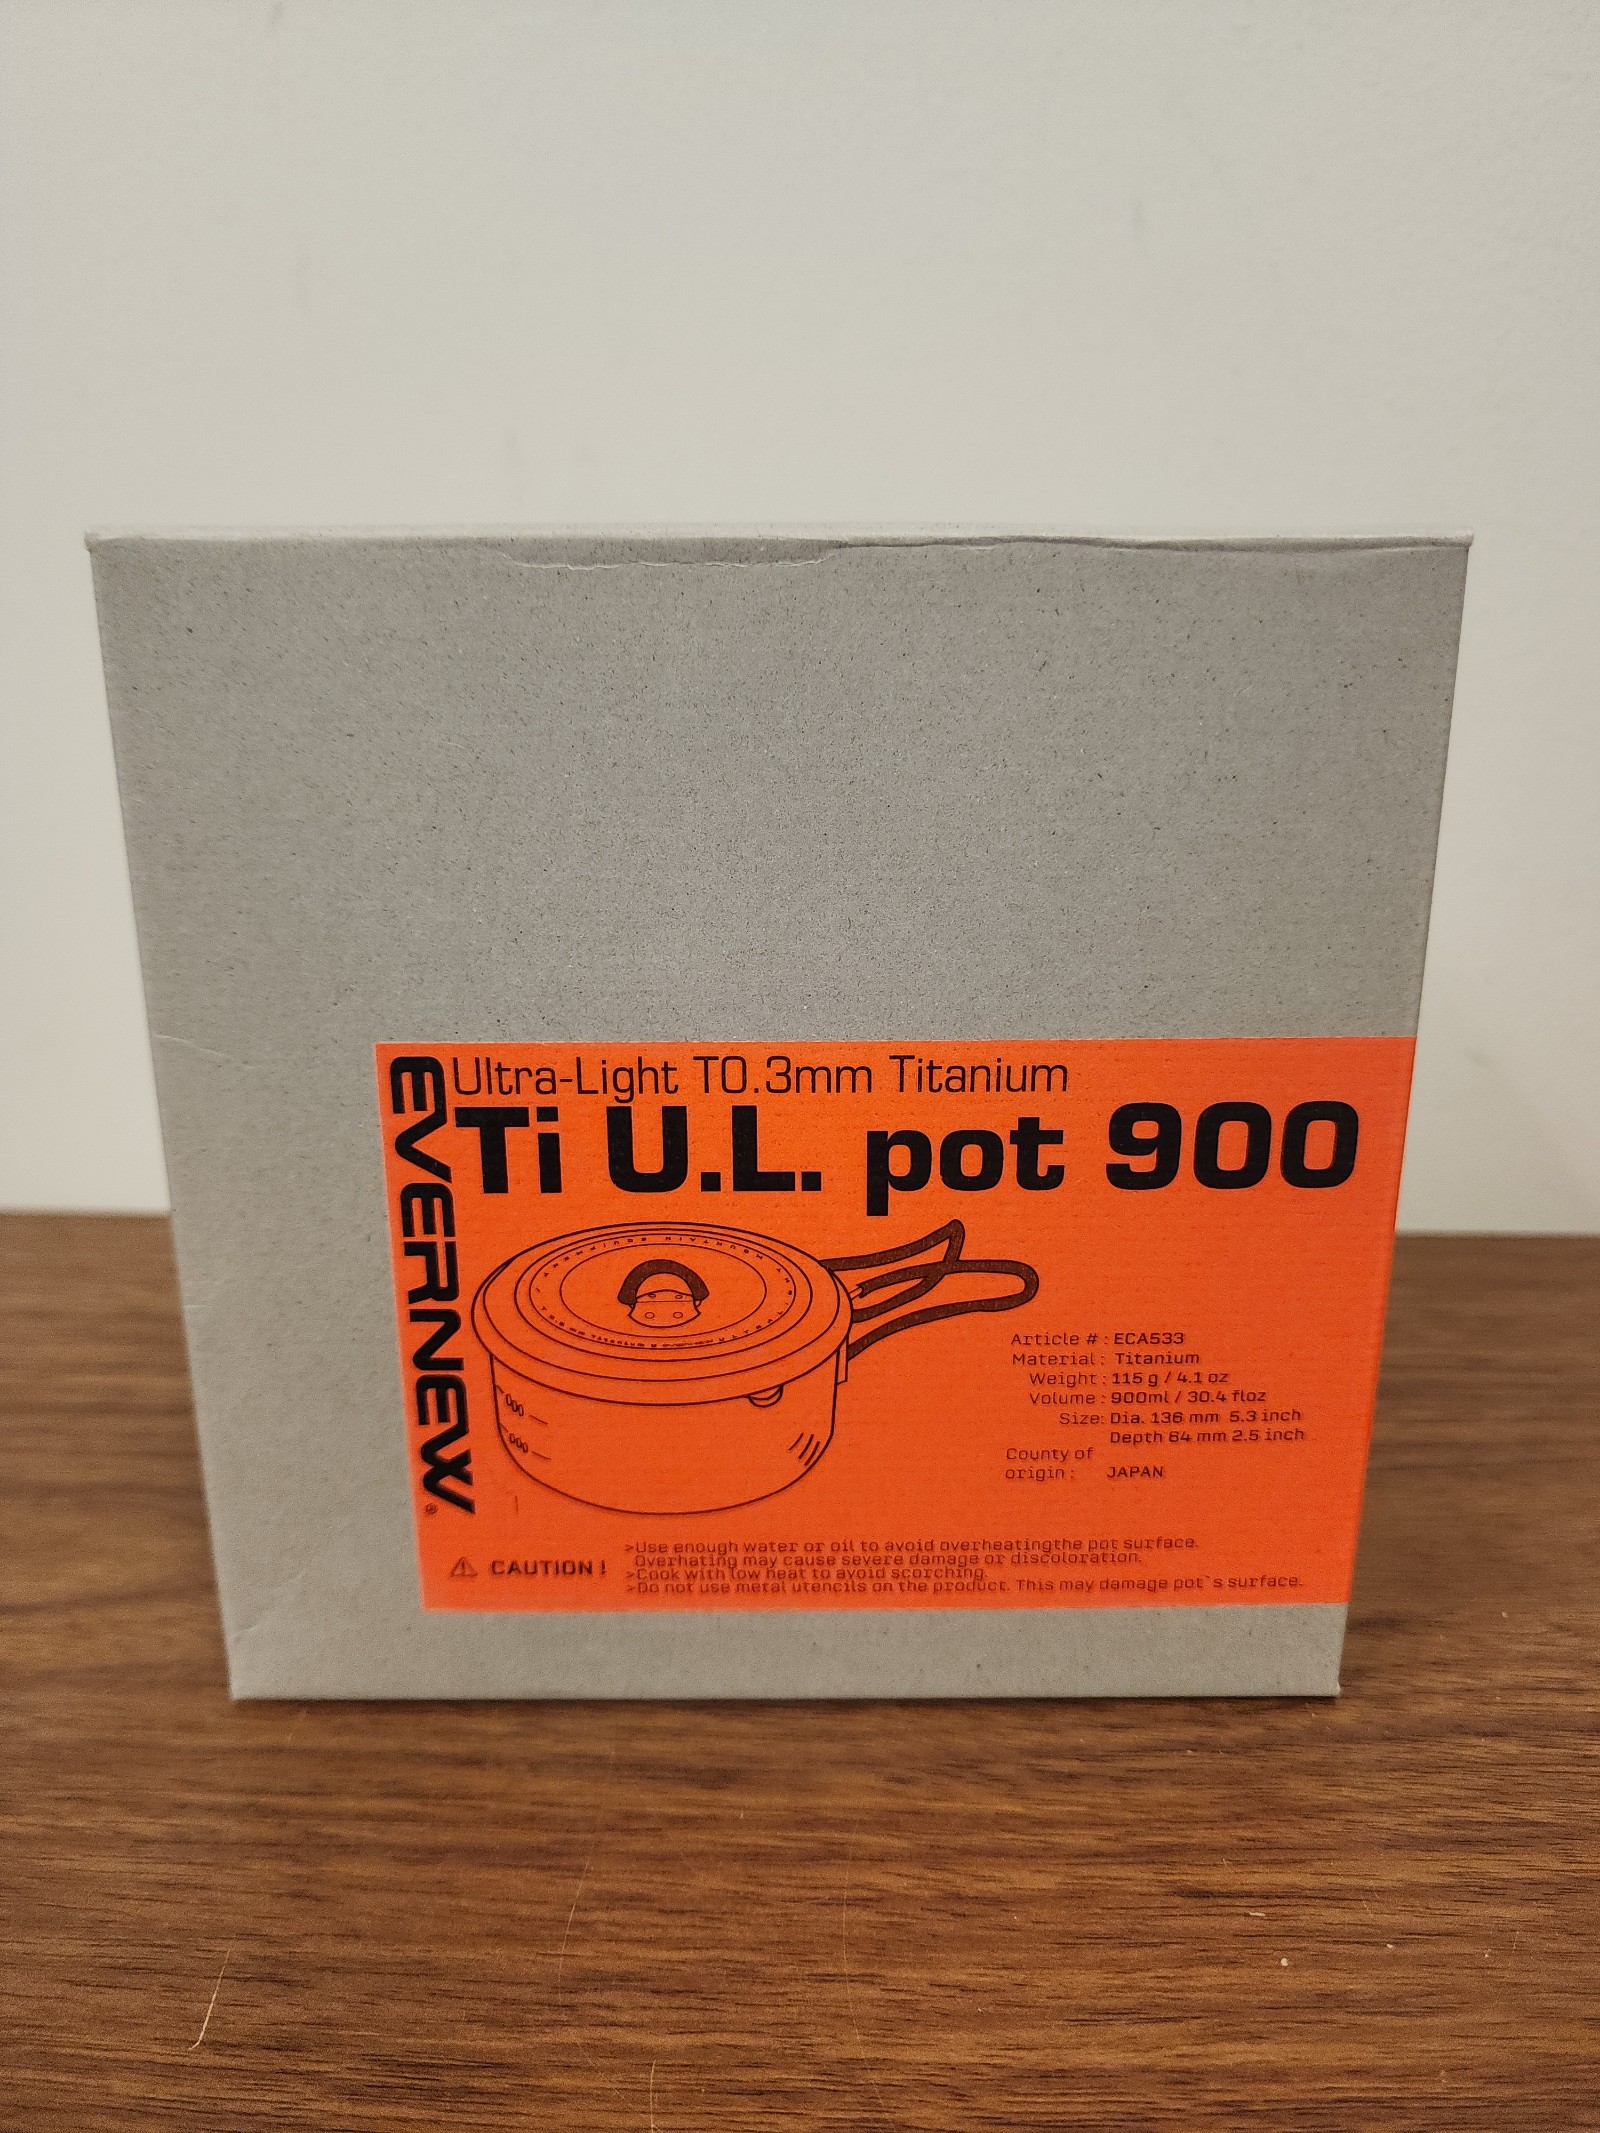 EVERNEW®
Ultra-Light T0.3mm Titanium
Ti U.L. pot 900
MOUNTAIN EQUIPMENT
Article # : ECA533
Material : Titanium
Weight : 115 g / 4.1 oz
Volume : 900ml / 30.4 floz
Size: Dia. 136 mm 5.3 inch
Depth 64 mm 2.5 inch
County of
origin : JAPAN
CAUTION !
>Use enough water or oil to avoid overheatingthe pot surface.
Overhating may cause severe damage or discoloration.
>Cook with low heat to avoid scorching.
>Do not use metal utencils on the product. This may damage pot`s surface.